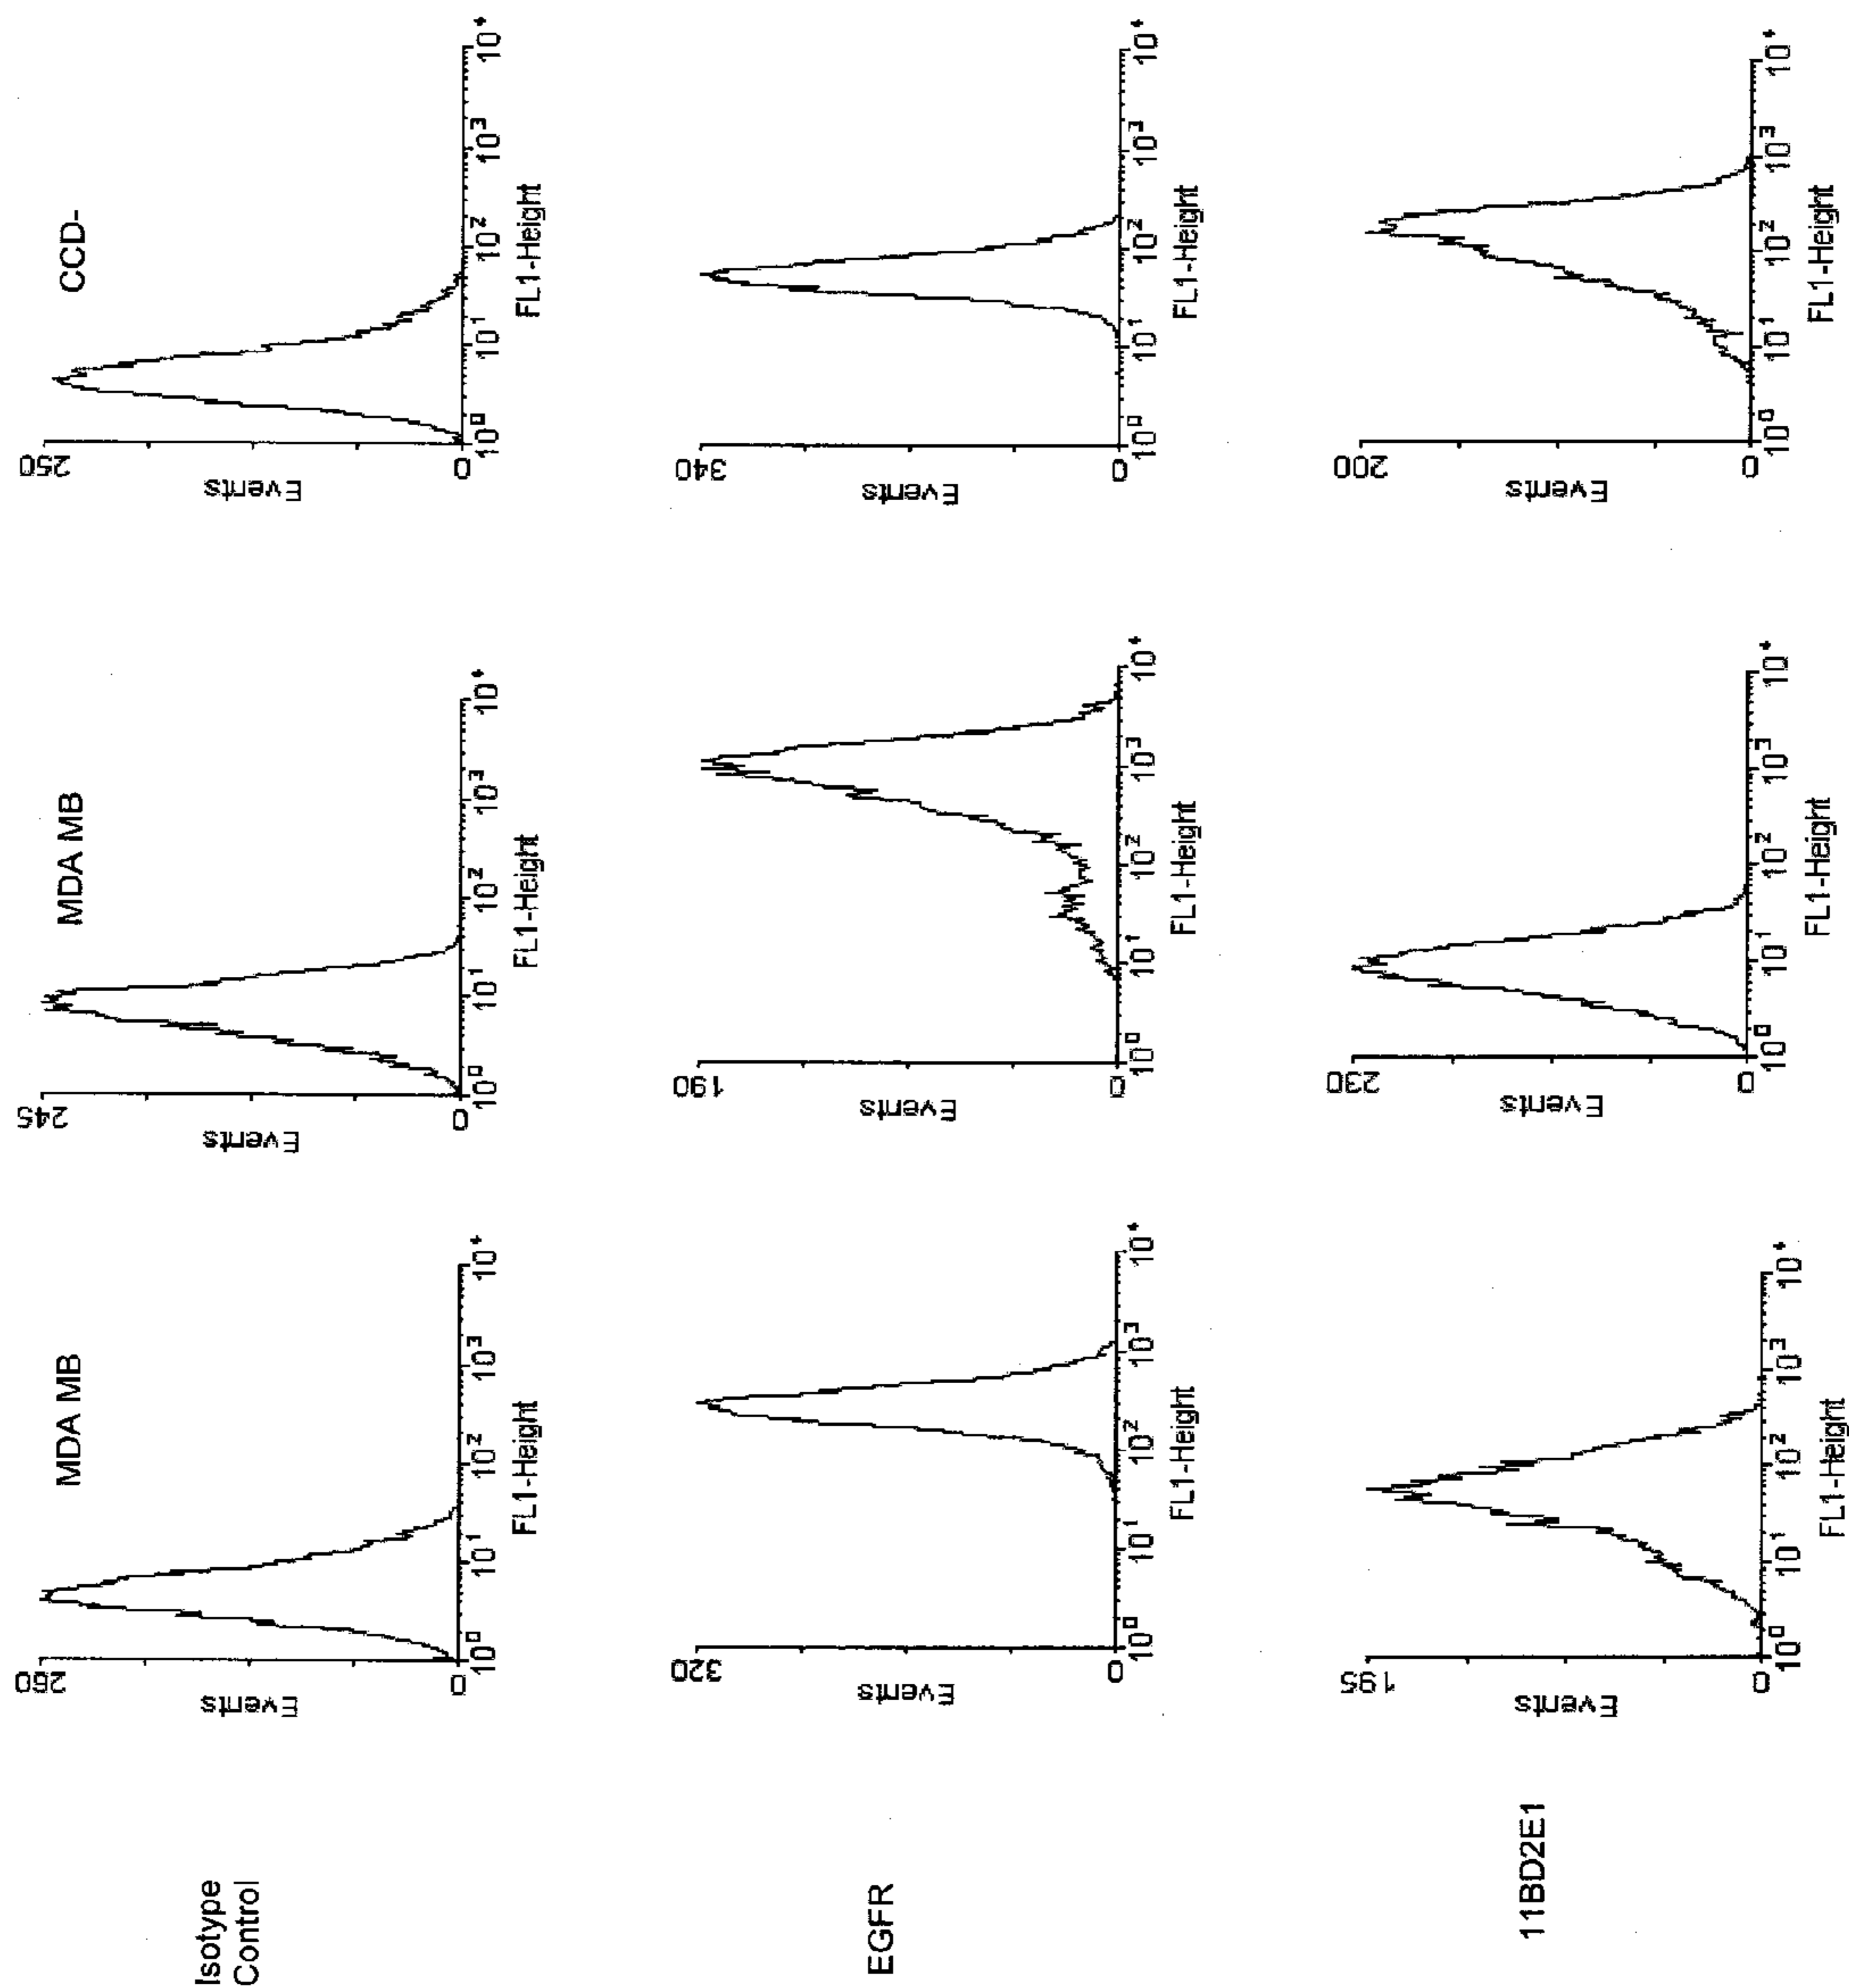 MDA MB
MDA MB
CCD-
Isotype
Control
260
Events
0
10⁰ 10¹ 10² 10³ 10⁴
FL1-Height
245
Events
0
10⁰ 10¹ 10² 10³ 10⁴
FL1-Height
250
Events
0
10⁰ 10¹ 10² 10³ 10⁴
FL1-Height
EGFR
320
Events
0
10⁰ 10¹ 10² 10³ 10⁴
FL1-Height
190
Events
0
10⁰ 10¹ 10² 10³ 10⁴
FL1-Height
340
Events
0
10⁰ 10¹ 10² 10³ 10⁴
FL1-Height
11BD2E1
195
Events
0
10⁰ 10¹ 10² 10³ 10⁴
FL1-Height
230
Events
0
10⁰ 10¹ 10² 10³ 10⁴
FL1-Height
200
Events
0
10⁰ 10¹ 10² 10³ 10⁴
FL1-Height